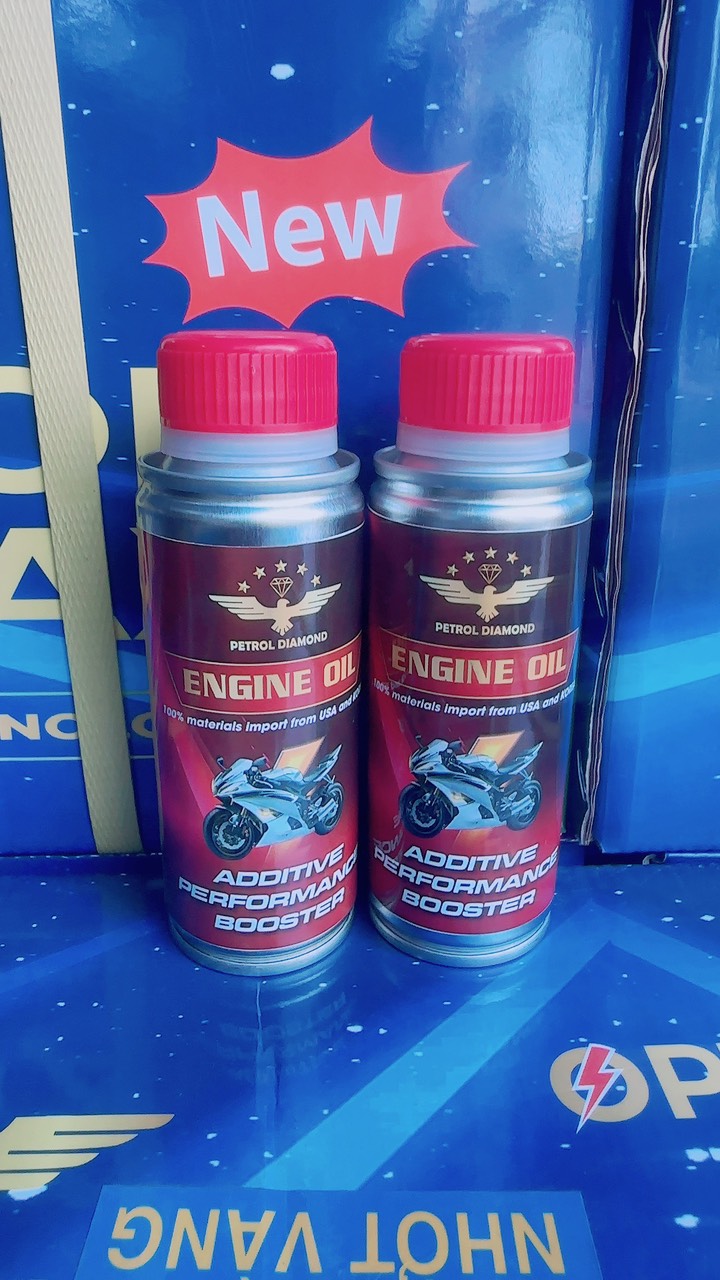 New
PETROL DIAMOND
ENGINE OIL
100% materials import from USA and
ADDITIVE
PERFORMANCE
BOOSTER
PETROL DIAMOND
ENGINE OIL
100% materials import from USA and
ADDITIVE
PERFORMANCE
BOOSTER
OP
NHỚT VÀNG